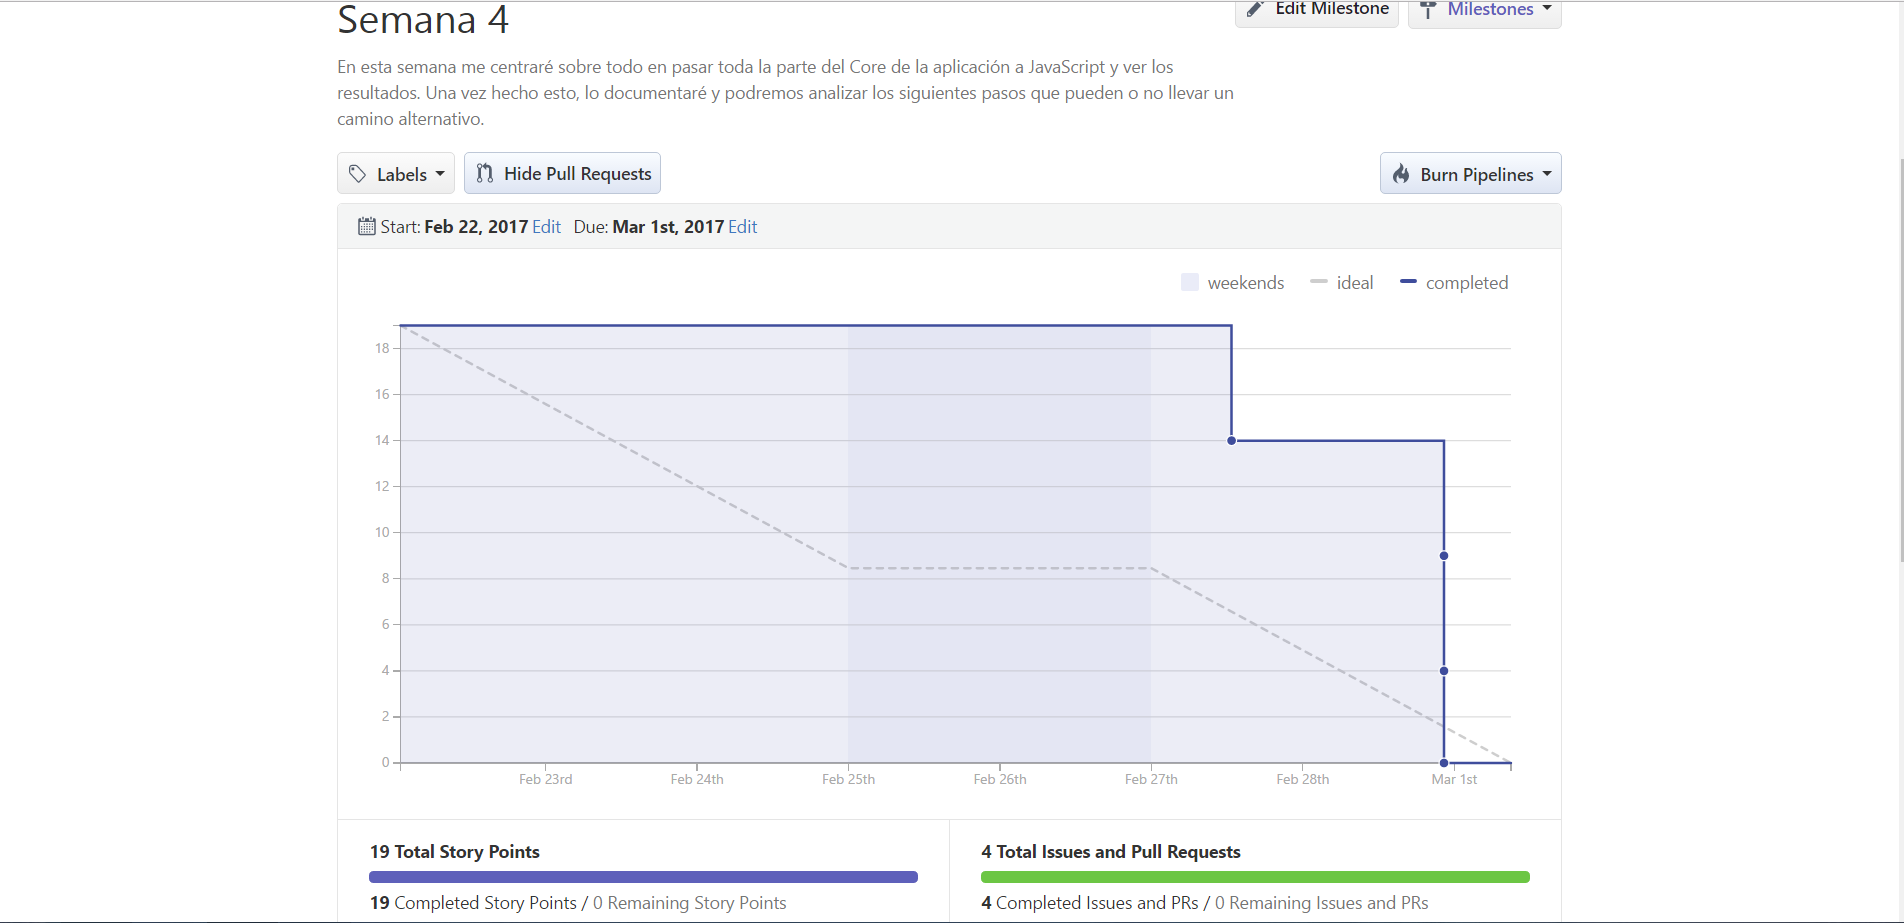 Semana 4
Edit Milestone
Milestones
En esta semana me centraré sobre todo en pasar toda la parte del Core de la aplicación a JavaScript y ver los
resultados. Una vez hecho esto, lo documentaré y podremos analizar los siguientes pasos que pueden o no llevar un
camino alternativo.
Labels
Hide Pull Requests
Burn Pipelines
Start: Feb 22, 2017 Edit Due: Mar 1st, 2017 Edit
weekends ideal completed
18
16
14
12
10
8
6
4
2
0
Feb 23rd Feb 24th Feb 25th Feb 26th Feb 27th Feb 28th Mar 1st
19 Total Story Points
19 Completed Story Points / 0 Remaining Story Points
4 Total Issues and Pull Requests
4 Completed Issues and PRs / 0 Remaining Issues and PRs